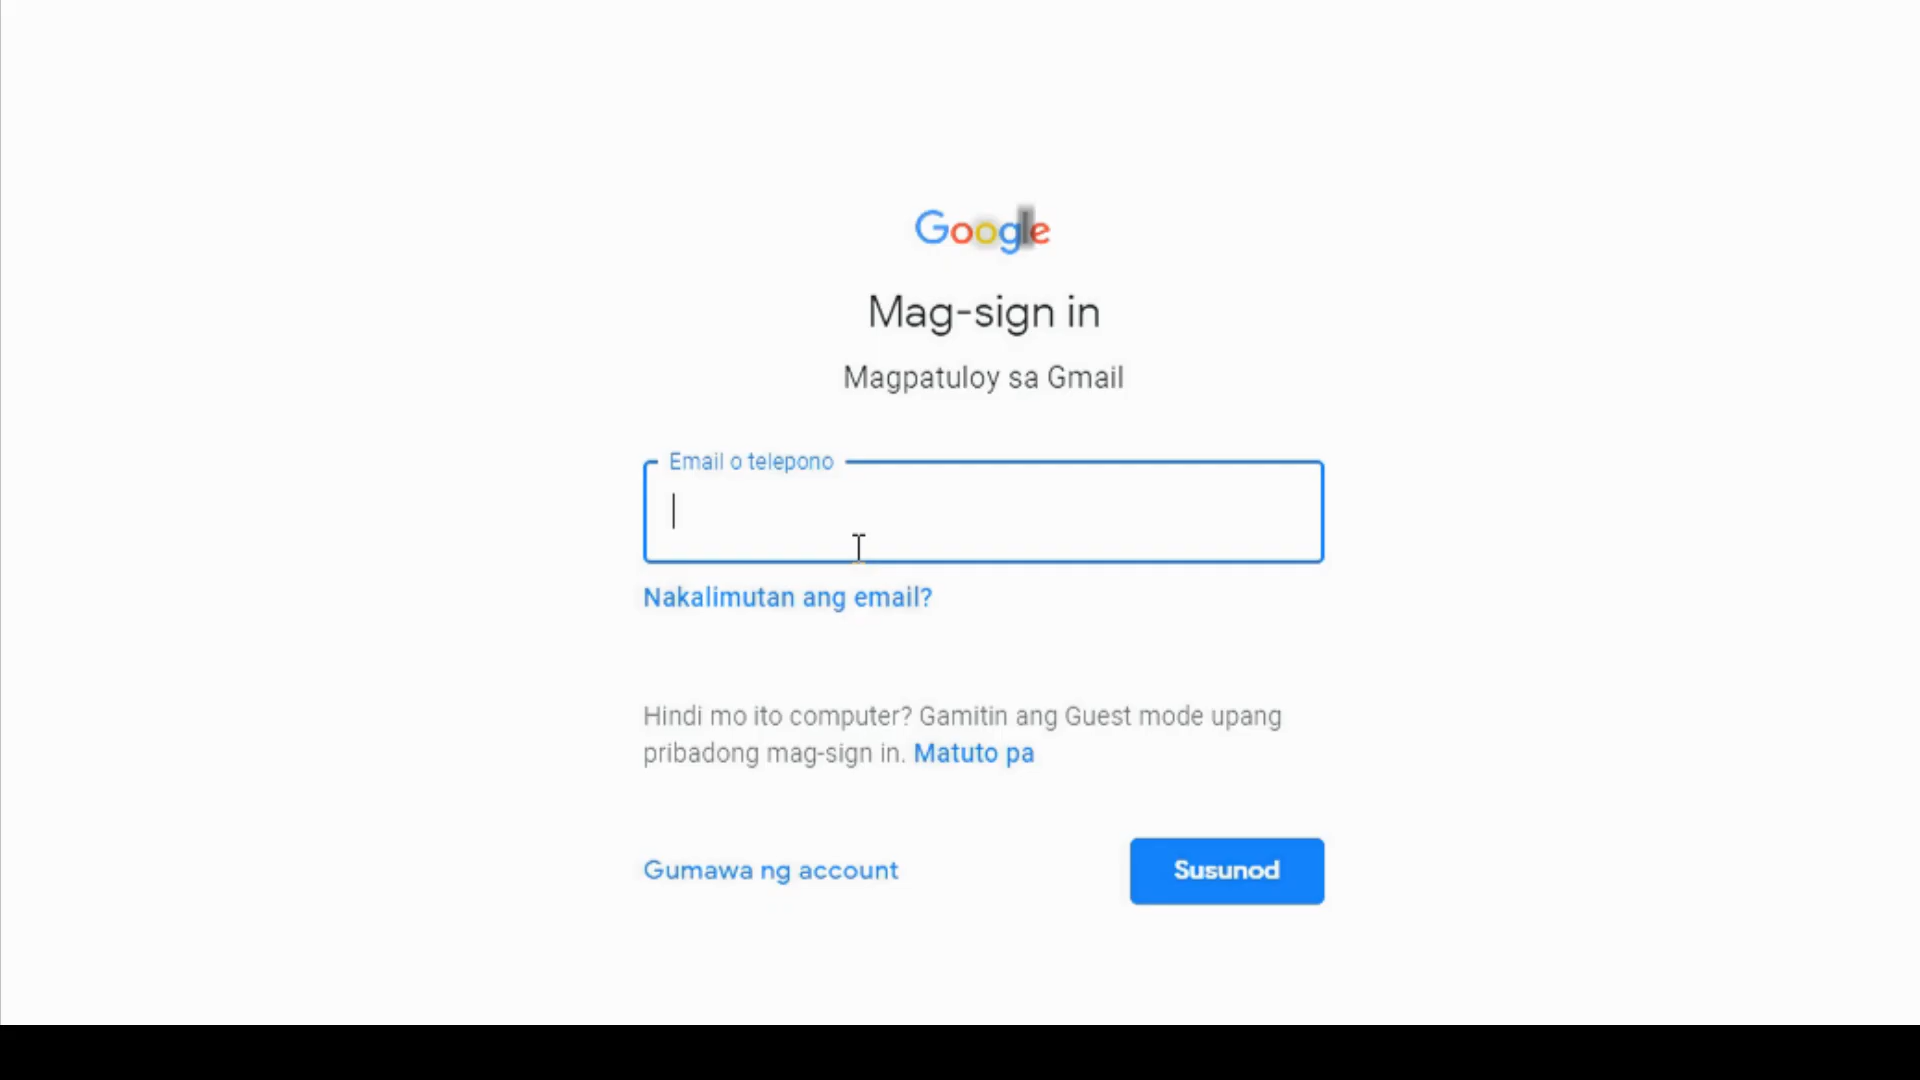 Google
Mag-sign in
Magpatuloy sa Gmail
Email o telepono
Nakalimutan ang email?
Hindi mo ito computer? Gamitin ang Guest mode upang
pribadong mag-sign in. Matuto pa
Gumawa ng account
Susunod